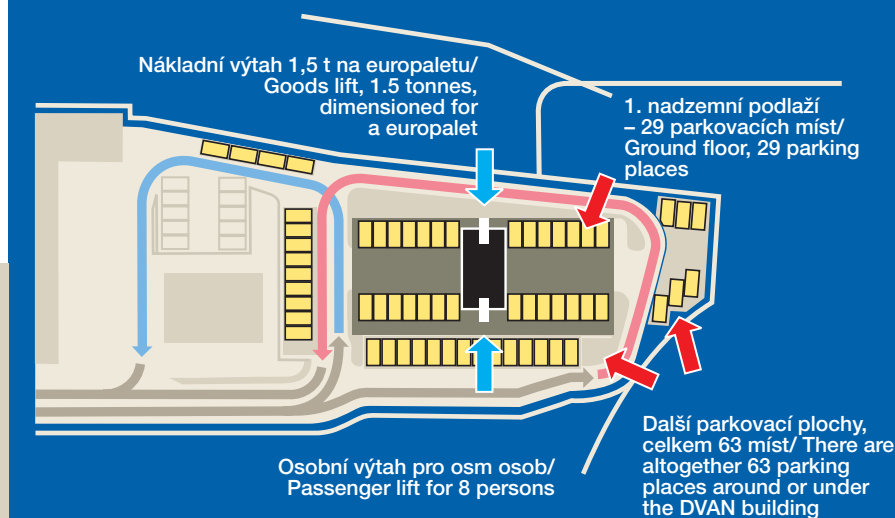 Nákladní výtah 1,5 t na europaletu/
Goods lift, 1.5 tonnes,
dimensioned for
a europalet
1. nadzemní podlaží
– 29 parkovacích míst/
Ground floor, 29 parking
places
Osobní výtah pro osm osob/
Passenger lift for 8 persons
Další parkovací plochy,
celkem 63 míst/ There are
altogether 63 parking
places around or under
the DVAN building